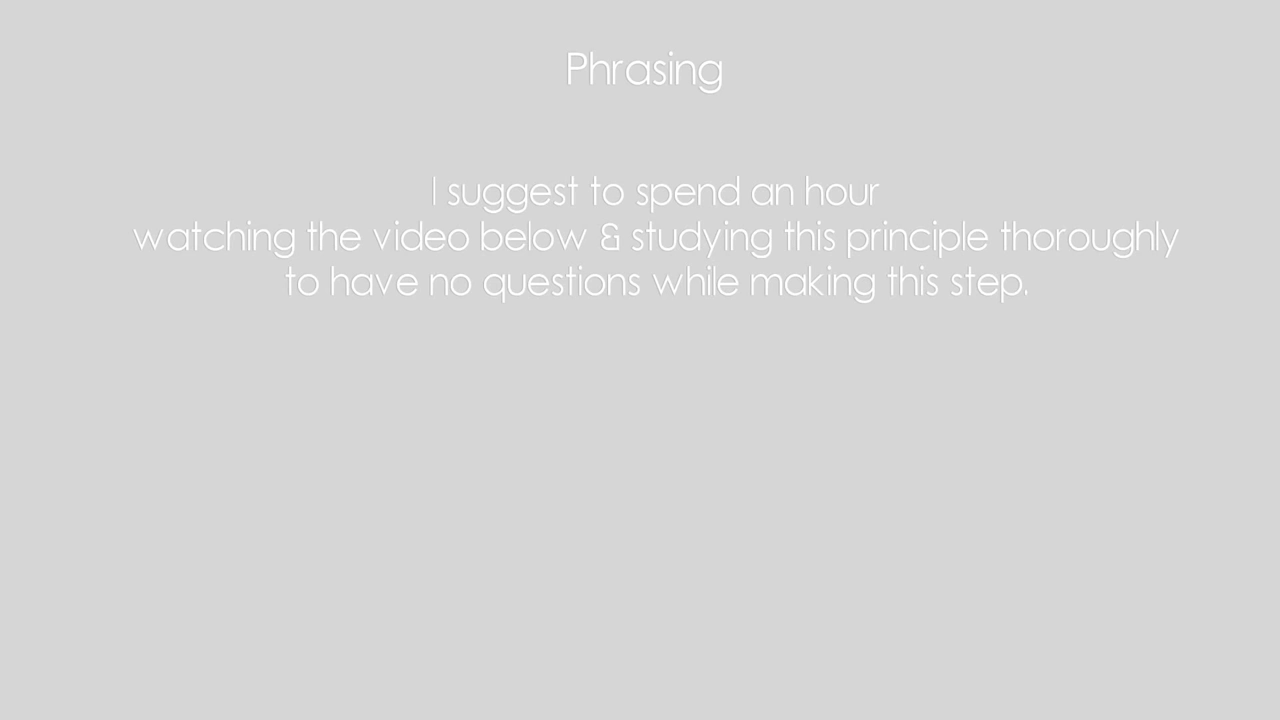 Phrasing
I suggest to spend an hour
watching the video below & studying this principle thoroughly
to have no questions while making this step.